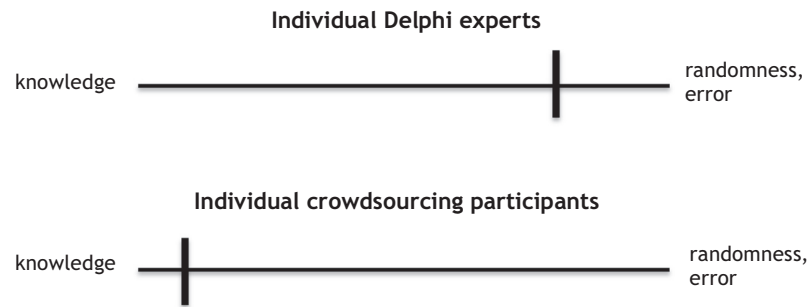 Individual Delphi experts
knowledge
randomness,
error
Individual crowdsourcing participants
knowledge
randomness,
error